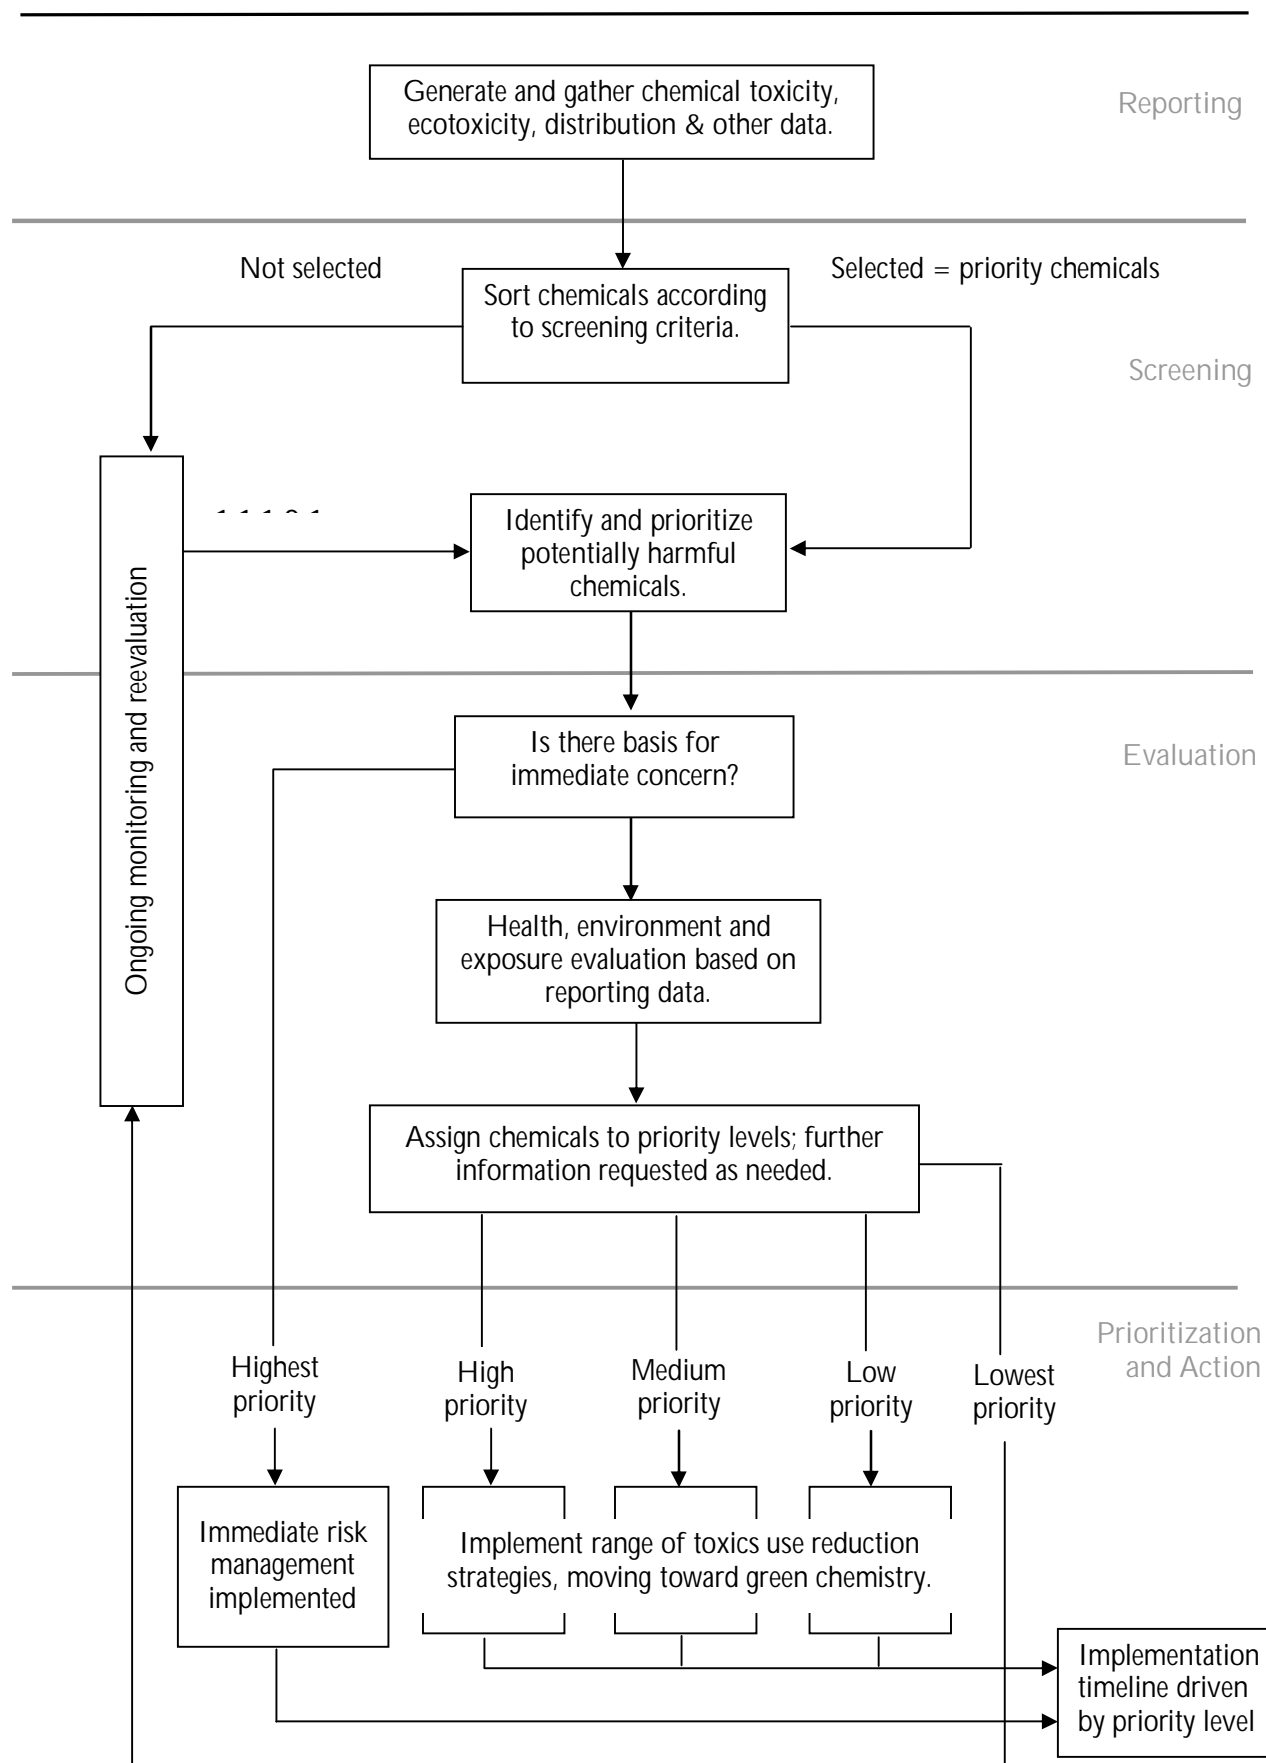 Generate and gather chemical toxicity,
ecotoxicity, distribution & other data.
Reporting
Not selected
Selected = priority chemicals
Sort chemicals according
to screening criteria.
Screening
Identify and prioritize
potentially harmful
chemicals.
Ongoing monitoring and reevaluation
Is there basis for
immediate concern?
Evaluation
Health, environment and
exposure evaluation based on
reporting data.
Assign chemicals to priority levels; further
information requested as needed.
Prioritization
and Action
Highest
priority
High
priority
Medium
priority
Low
priority
Lowest
priority
Immediate risk
management
implemented
Implement range of toxics use reduction
strategies, moving toward green chemistry.
Implementation
timeline driven
by priority level